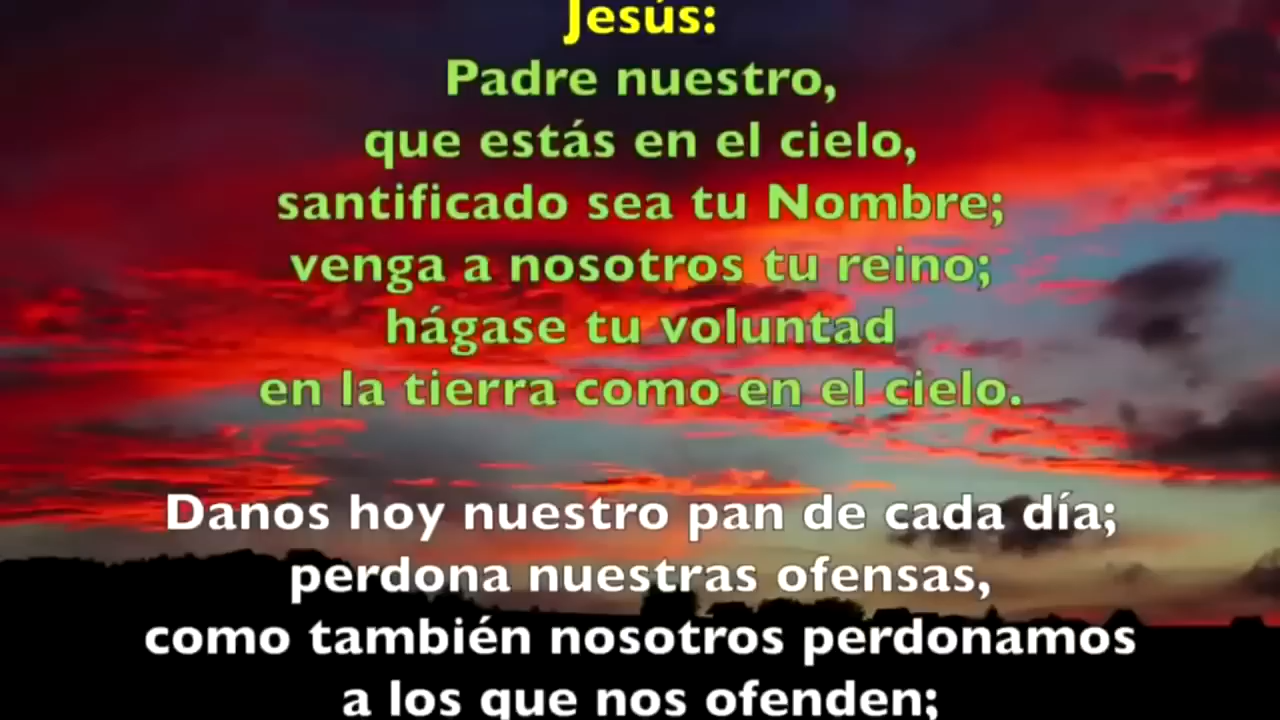 Jesús:
Padre nuestro,
que estás en el cielo,
santificado sea tu Nombre;
venga a nosotros tu reino;
hágase tu voluntad
en la tierra como en el cielo.
Danos hoy nuestro pan de cada día;
perdona nuestras ofensas,
como también nosotros perdonamos
a los que nos ofenden;